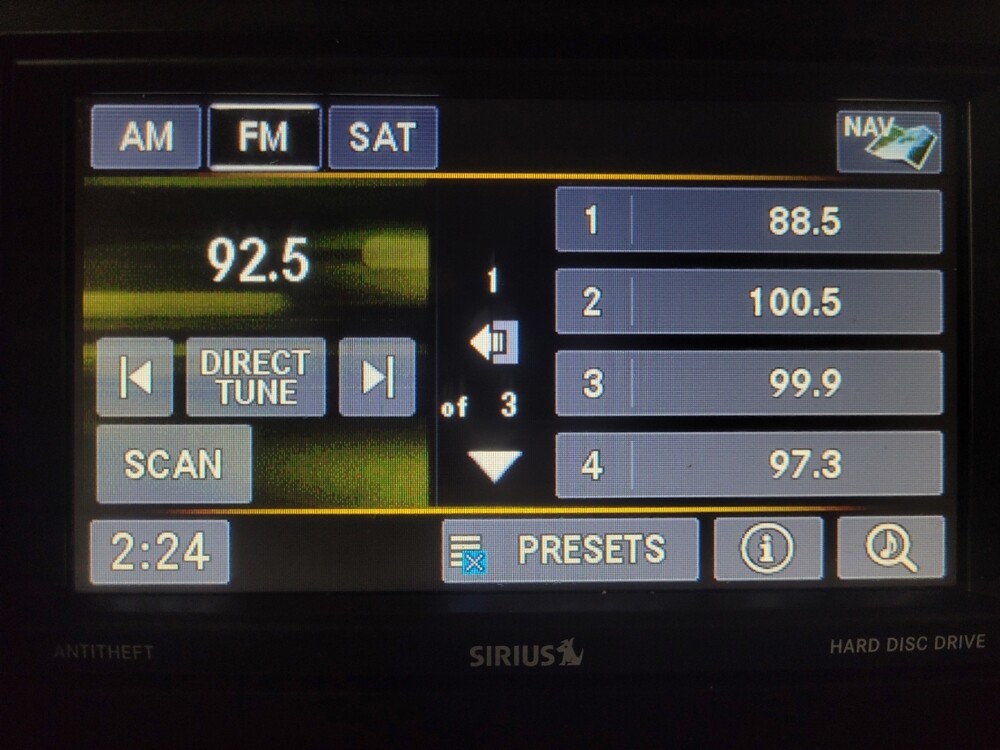 AM FM SAT NAV
92.5
DIRECT
TUNE
SCAN
1
of 3
1 88.5
2 100.5
3 99.9
4 97.3
2:24 PRESETS i
ANTITHEFT SIRIUS HARD DISC DRIVE